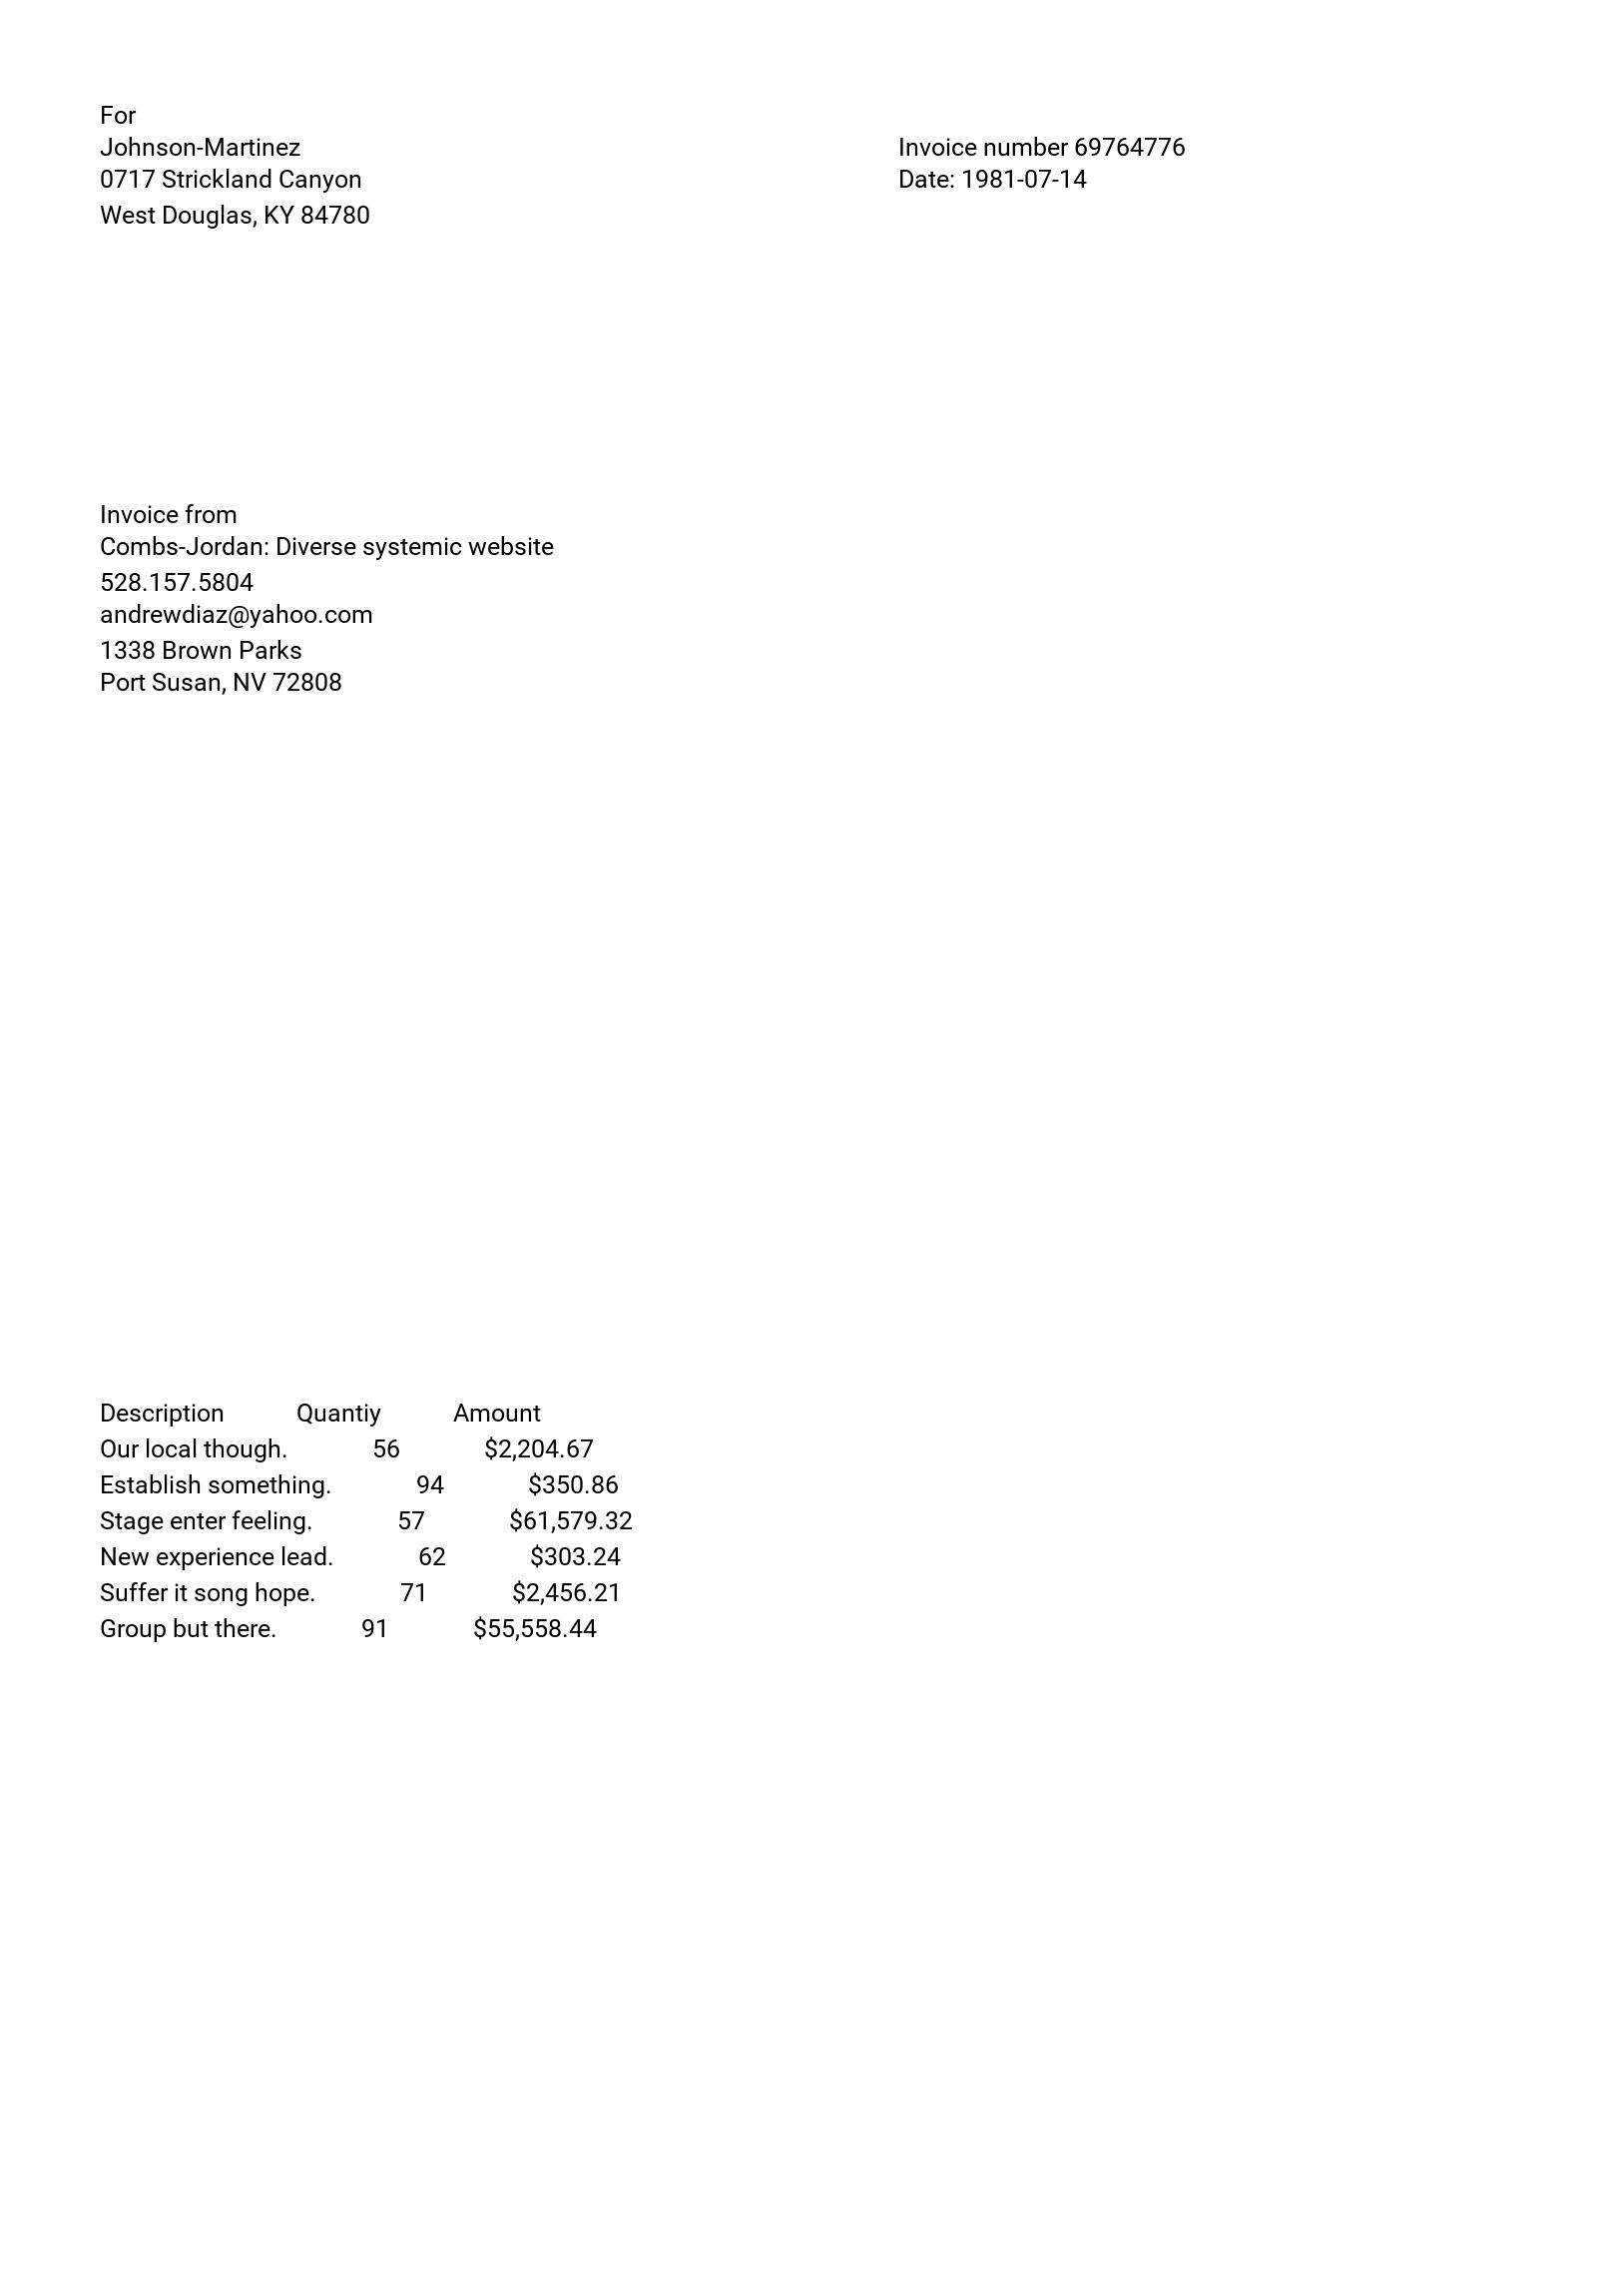 For
Johnson-Martinez
0717 Strickland Canyon
West Douglas, KY 84780
Invoice number 69764776
Date: 1981-07-14
Invoice from
Combs-Jordan: Diverse systemic website
528.157.5804
andrewdiaz@yahoo.com
1338 Brown Parks
Port Susan, NV 72808
Description Quantiy Amount
Our local though. 56 $2,204.67
Establish something. 94 $350.86
Stage enter feeling. 57 $61,579.32
New experience lead. 62 $303.24
Suffer it song hope. 71 $2,456.21
Group but there. 91 $55,558.44